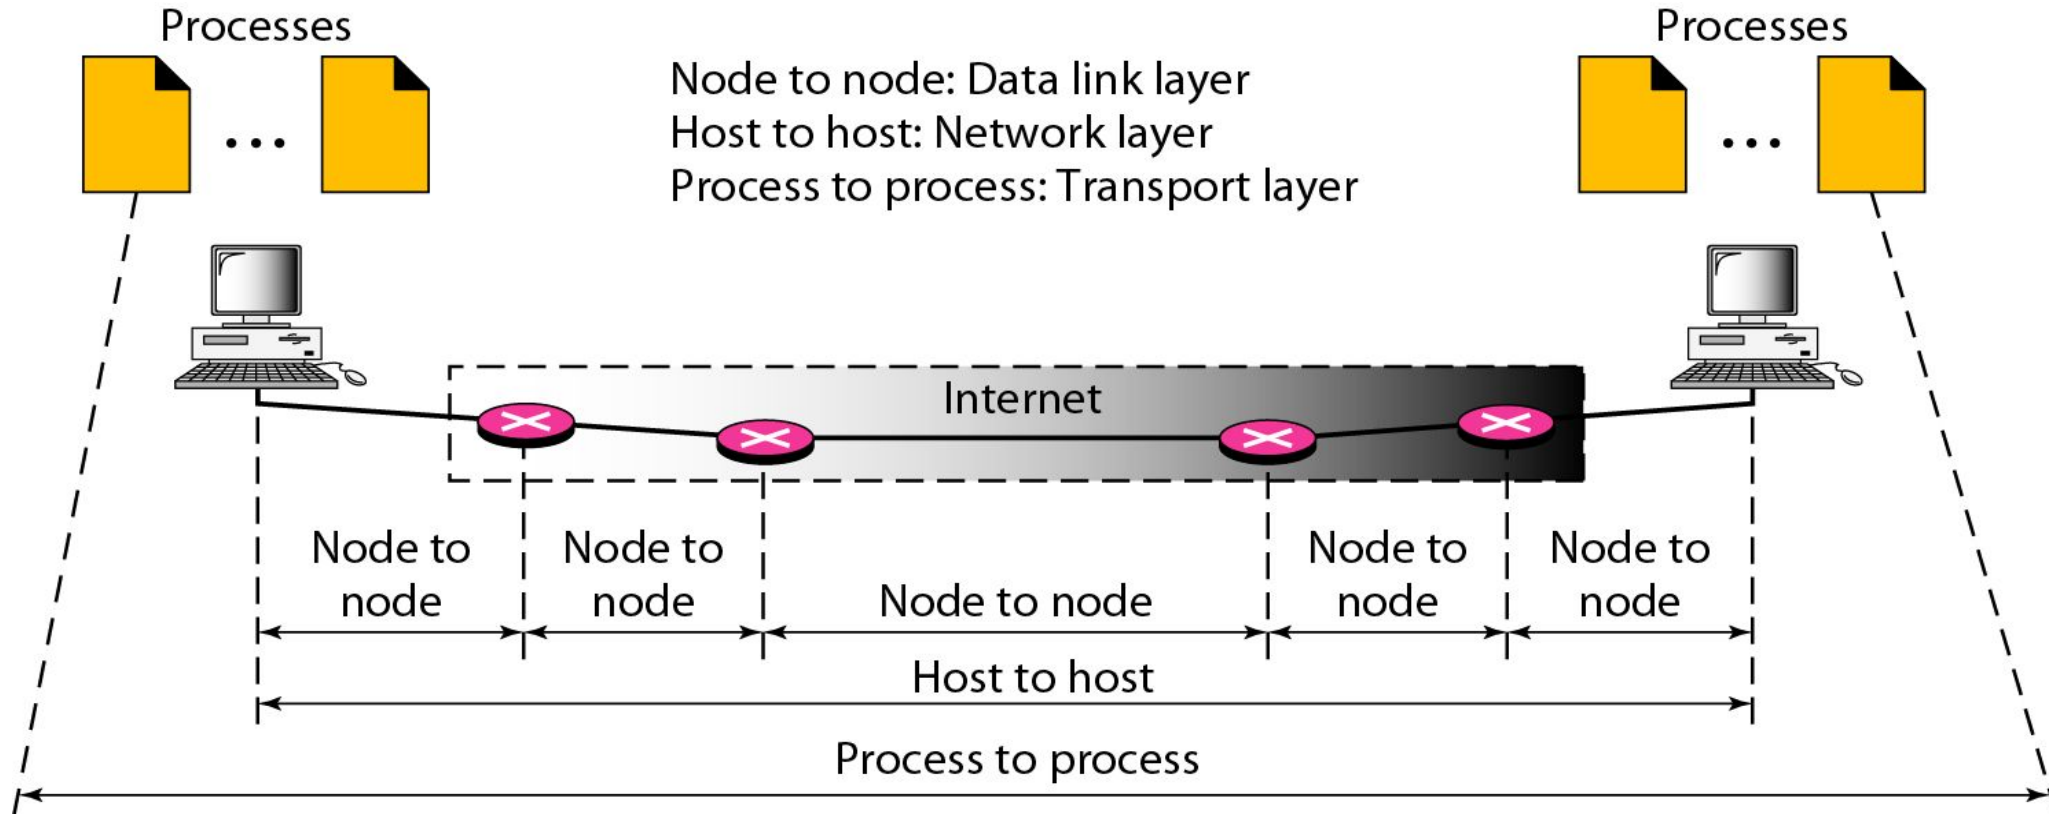 Processes
Processes
Node to node: Data link layer
Host to host: Network layer
Process to process: Transport layer
Internet
Node to
node
Node to
node
Node to node
Node to
node
Node to
node
Host to host
Process to process